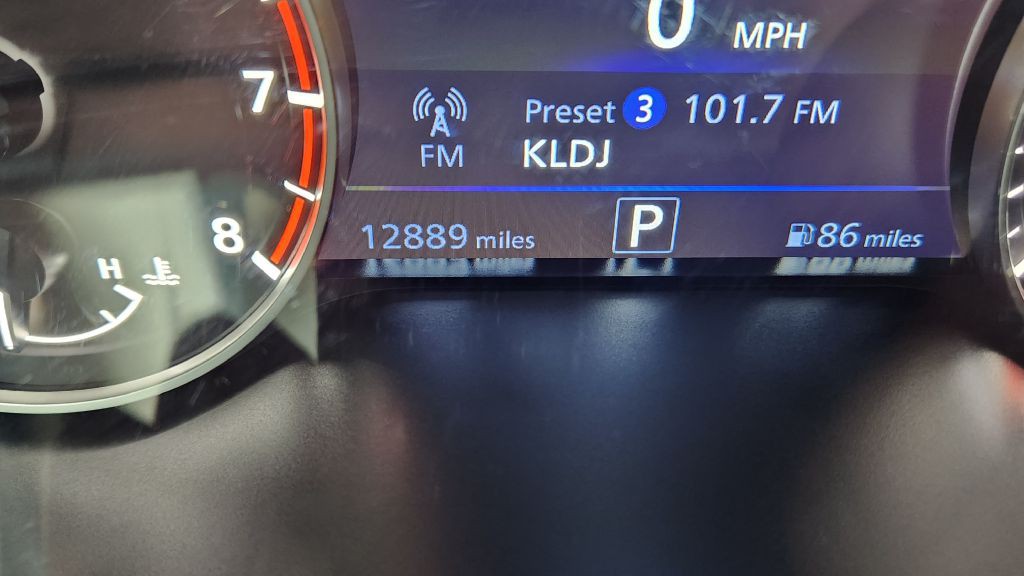 0 MPH
7
Preset 3 101.7 FM
FM
KLDJ
8
12889 miles
P
86 miles
H